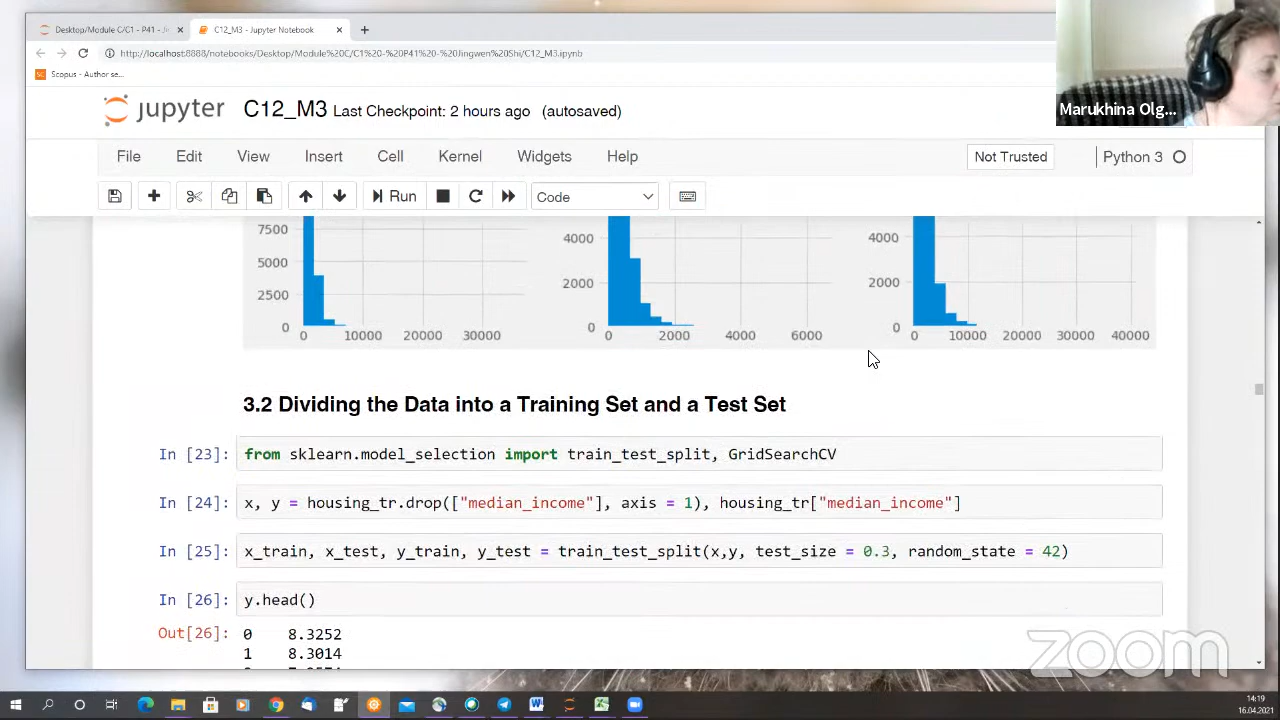 Desktop/Module C/C1 - P41 - Ji
C12_M3 - Jupyter Notebook
http://localhost:8888/notebooks/Desktop/Module%20C/C1%20-%20P41%20-%20Jingwen%20Shi/C12_M3.ipynb
Scopus - Author se...
Marukhina Olg...
jupyter C12_M3 Last Checkpoint: 2 hours ago (autosaved)
File Edit View Insert Cell Kernel Widgets Help Not Trusted Python 3
Run Code
7500 4000 4000
5000
2500 2000 2000
0 0 0
0 10000 20000 30000 0 2000 4000 6000 0 10000 20000 30000 40000
3.2 Dividing the Data into a Training Set and a Test Set
In [23]: from sklearn.model_selection import train_test_split, GridSearchCV
In [24]: x, y = housing_tr.drop(["median_income"], axis = 1), housing_tr["median_income"]
In [25]: x_train, x_test, y_train, y_test = train_test_split(x,y, test_size = 0.3, random_state = 42)
In [26]: y.head()
Out[26]: 0 8.3252
1 8.3014
zoom
14:19
16.04.2021